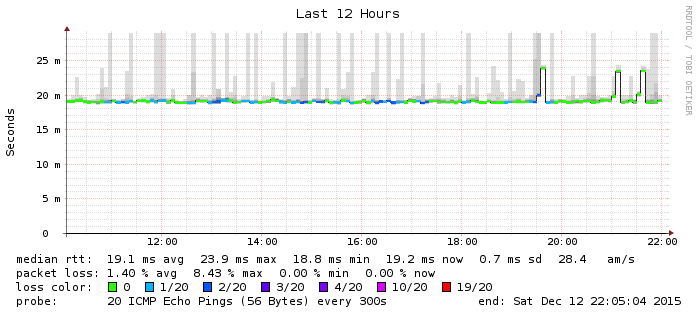 Last 12 Hours
RRDTOOL / TOBI OETIKER
Seconds
25 m
20 m
15 m
10 m
5 m
0
12:00 14:00 16:00 18:00 20:00 22:00
median rtt: 19.1 ms avg 23.9 ms max 18.8 ms min 19.2 ms now 0.7 ms sd 28.4 am/s
packet loss: 1.40 % avg 8.43 % max 0.00 % min 0.00 % now
loss color: 0 1/20 2/20 3/20 4/20 10/20 19/20
probe: 20 ICMP Echo Pings (56 Bytes) every 300s end: Sat Dec 12 22:05:04 2015